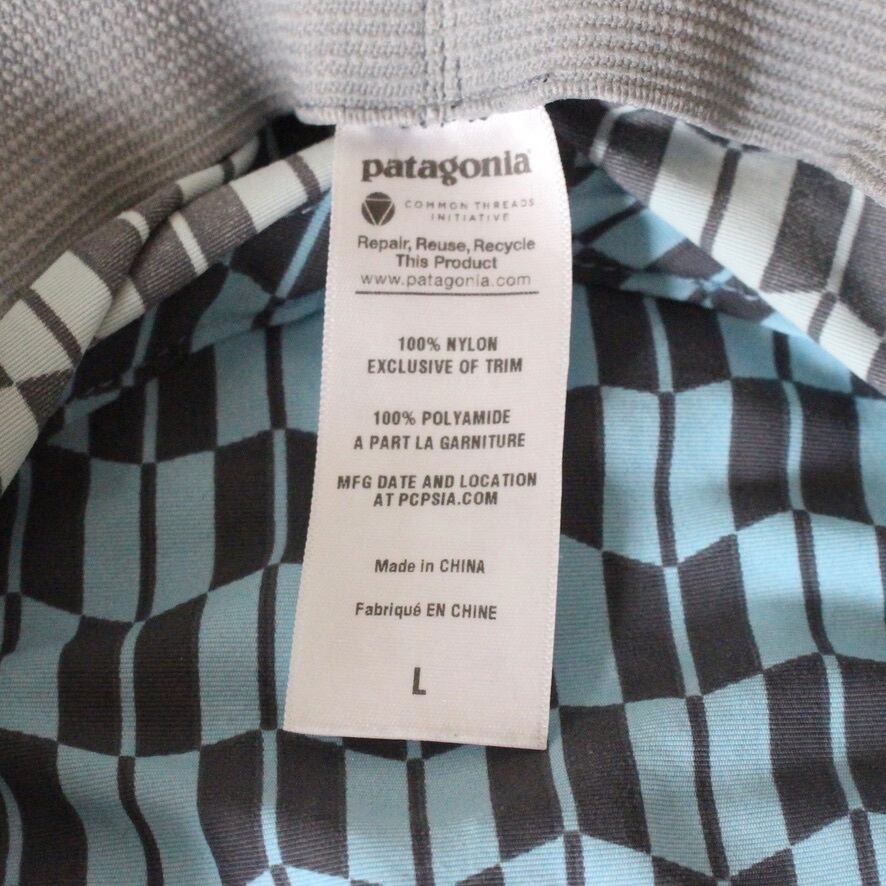 patagonia®
COMMON THREADS
INITIATIVE
Repair, Reuse, Recycle
This Product
www.patagonia.com
100% NYLON
EXCLUSIVE OF TRIM
100% POLYAMIDE
A PART LA GARNITURE
MFG DATE AND LOCATION
AT PCPSIA.COM
Made in CHINA
Fabriqué EN CHINE
L